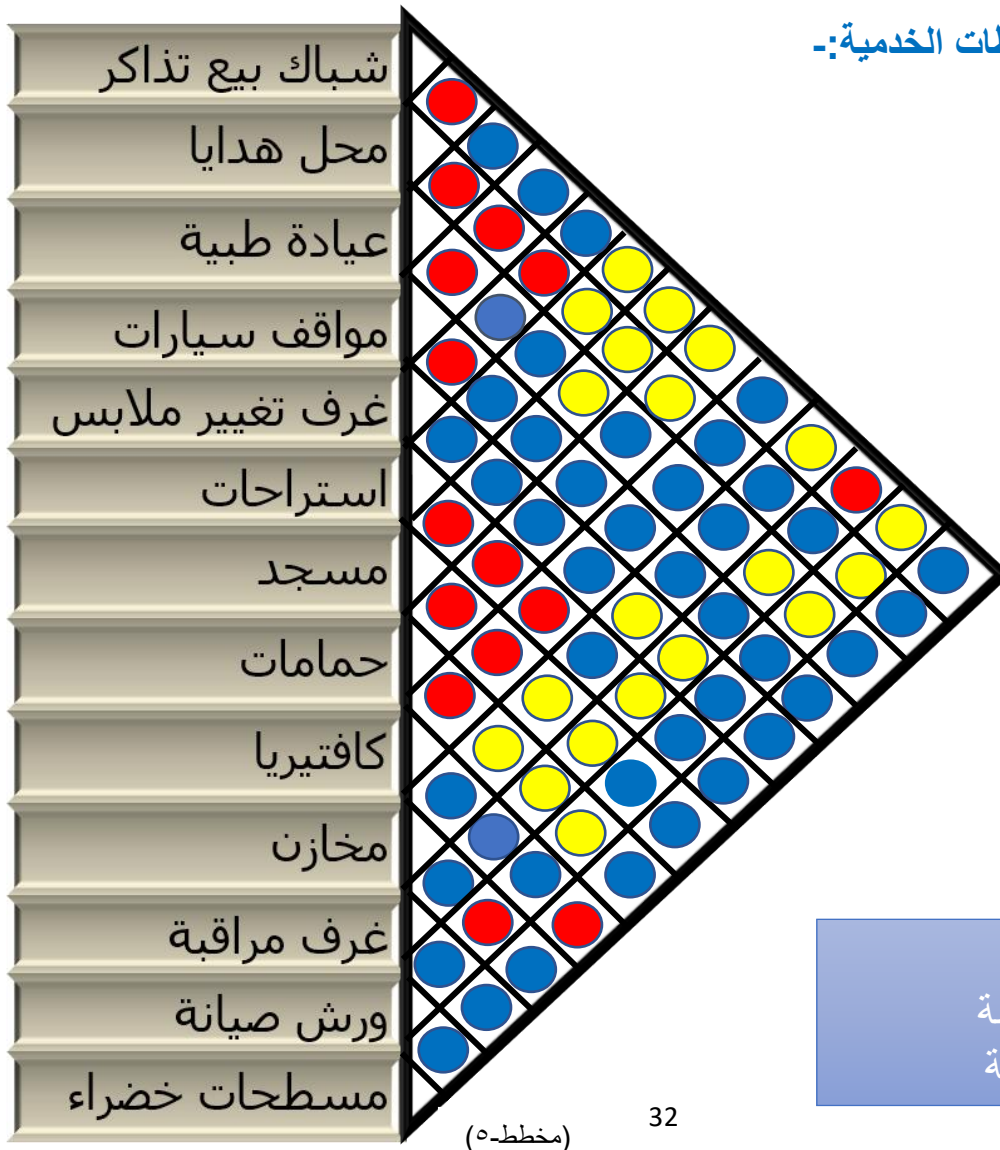 الخدمية:-
شباك بيع تذاكر
محل هدايا
عيادة طبية
مواقف سيارات
غرف تغيير ملابس
استراحات
مسجد
حمامات
كافتيريا
مخازن
غرف مراقبة
ورش صيانة
مسطحات خضراء
32
(مخطط-٥)